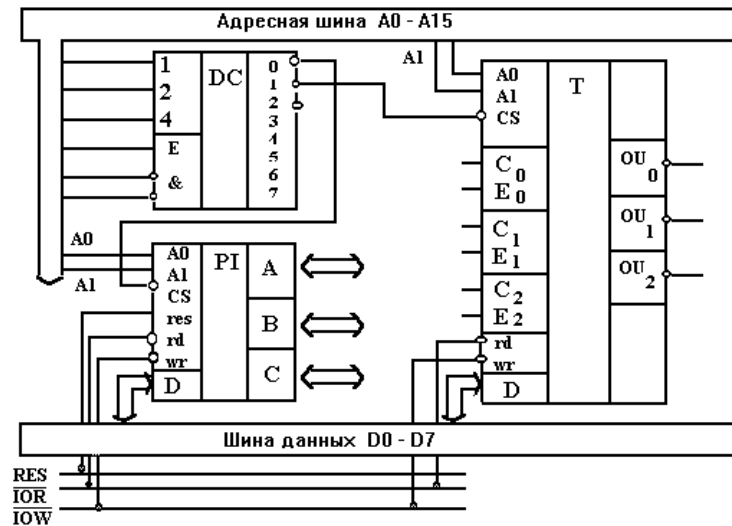 Адресная шина A0 - A15
A1
1
2
4
E
&
DC
0
1
2
3
4
5
6
7
A0
A1
CS
T
C0
E0
C1
E1
C2
E2
rd
wr
D
OU0
OU1
OU2
A0
A1
A0
A1
CS
res
rd
wr
D
PI
A
B
C
Шина данных D0 - D7
RES
IOR
IOW